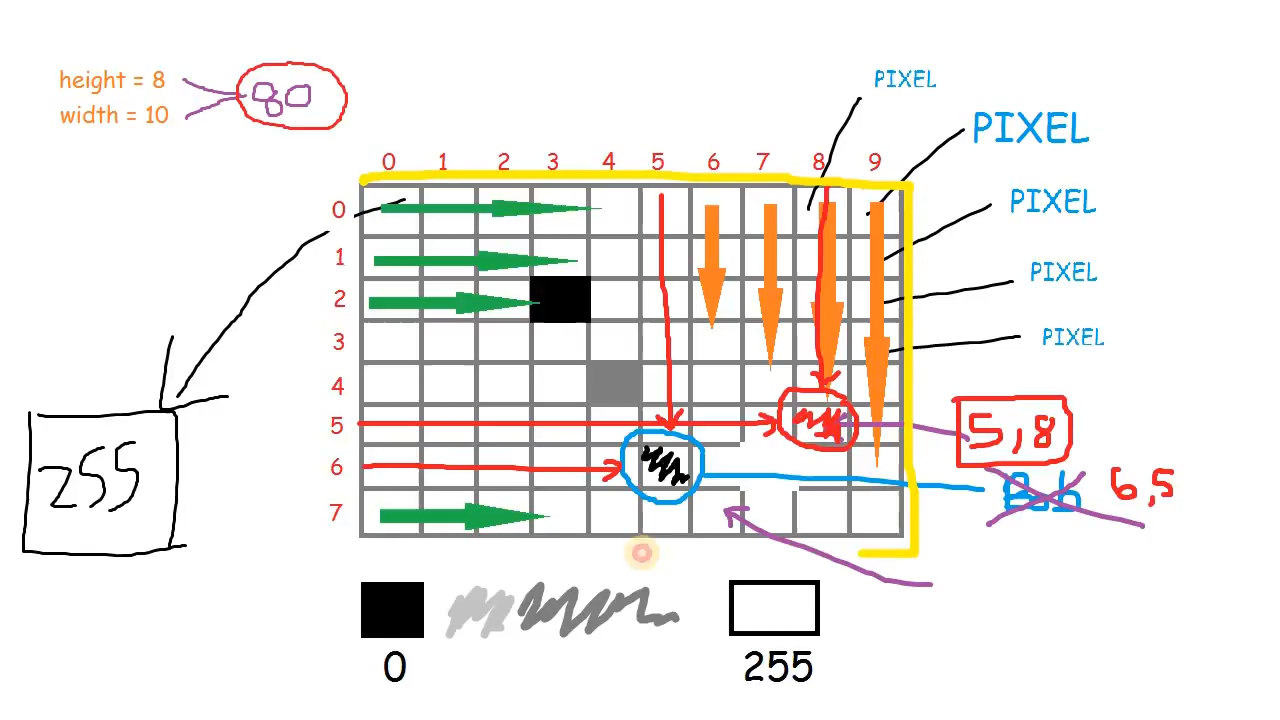 height = 8
width = 10
80
PIXEL
PIXEL
PIXEL
PIXEL
PIXEL
0 1 2 3 4 5 6 7 8 9
0
1
2
3
4
5
6
7
255
5,8
6,5
0
255